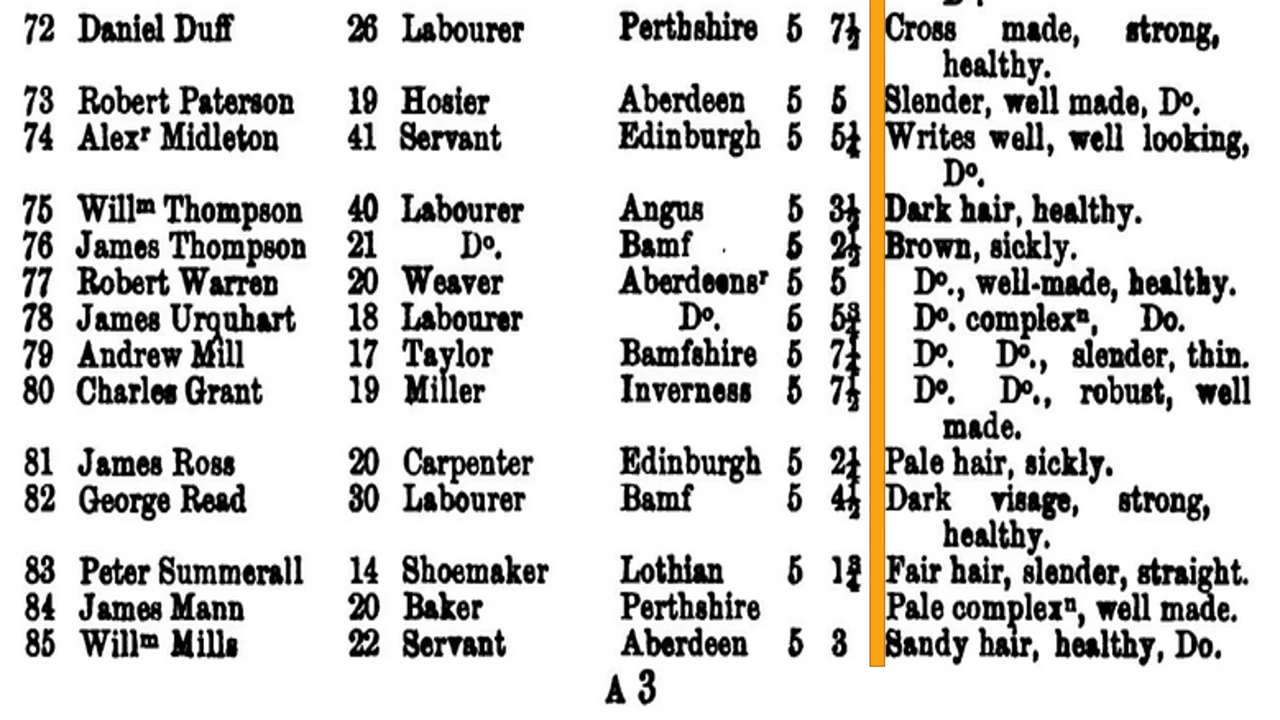 72 Daniel Duff 26 Labourer Perthshire 5 7½ Cross made, strong,
healthy.
73 Robert Paterson 19 Hosier Aberdeen 5 5 Slender, well made, Dº.
74 Alexʳ Midleton 41 Servant Edinburgh 5 5¼ Writes well, well looking,
Dº.
75 Willᵐ Thompson 40 Labourer Angus 5 3½ Dark hair, healthy.
76 James Thompson 21 Dº. Bamf 5 2½ Brown, sickly.
77 Robert Warren 20 Weaver Aberdeensʳ 5 5 Dº., well-made, healthy.
78 James Urquhart 18 Labourer Dº. 5 5¾ Dº. complexⁿ, Do.
79 Andrew Mill 17 Taylor Bamfshire 5 7¼ Dº. Dº., slender, thin.
80 Charles Grant 19 Miller Inverness 5 7½ Dº. Dº., robust, well
made.
81 James Ross 20 Carpenter Edinburgh 5 2¼ Pale hair, sickly.
82 George Read 30 Labourer Bamf 5 4½ Dark visage, strong,
healthy.
83 Peter Summerall 14 Shoemaker Lothian 5 1¾ Fair hair, slender, straight.
84 James Mann 20 Baker Perthshire Pale complexⁿ, well made.
85 Willᵐ Mills 22 Servant Aberdeen 5 3 Sandy hair, healthy, Do.
A 3